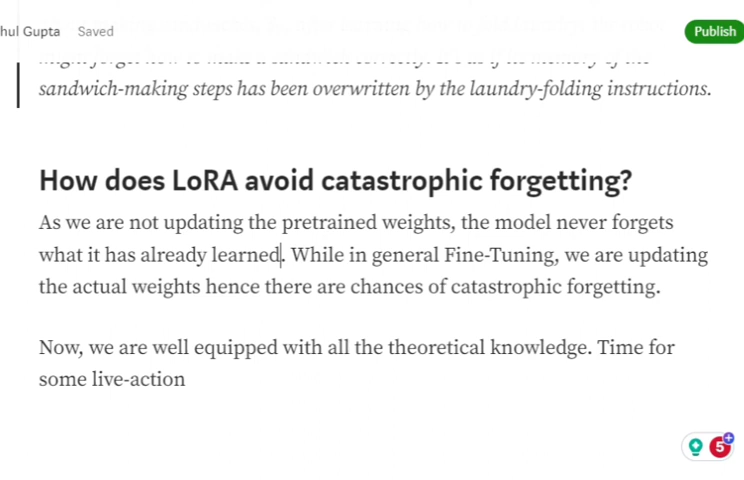 hul Gupta Saved Publish
sandwich-making steps has been overwritten by the laundry-folding instructions.
How does LoRA avoid catastrophic forgetting?
As we are not updating the pretrained weights, the model never forgets
what it has already learned. While in general Fine-Tuning, we are updating
the actual weights hence there are chances of catastrophic forgetting.
Now, we are well equipped with all the theoretical knowledge. Time for
some live-action
5